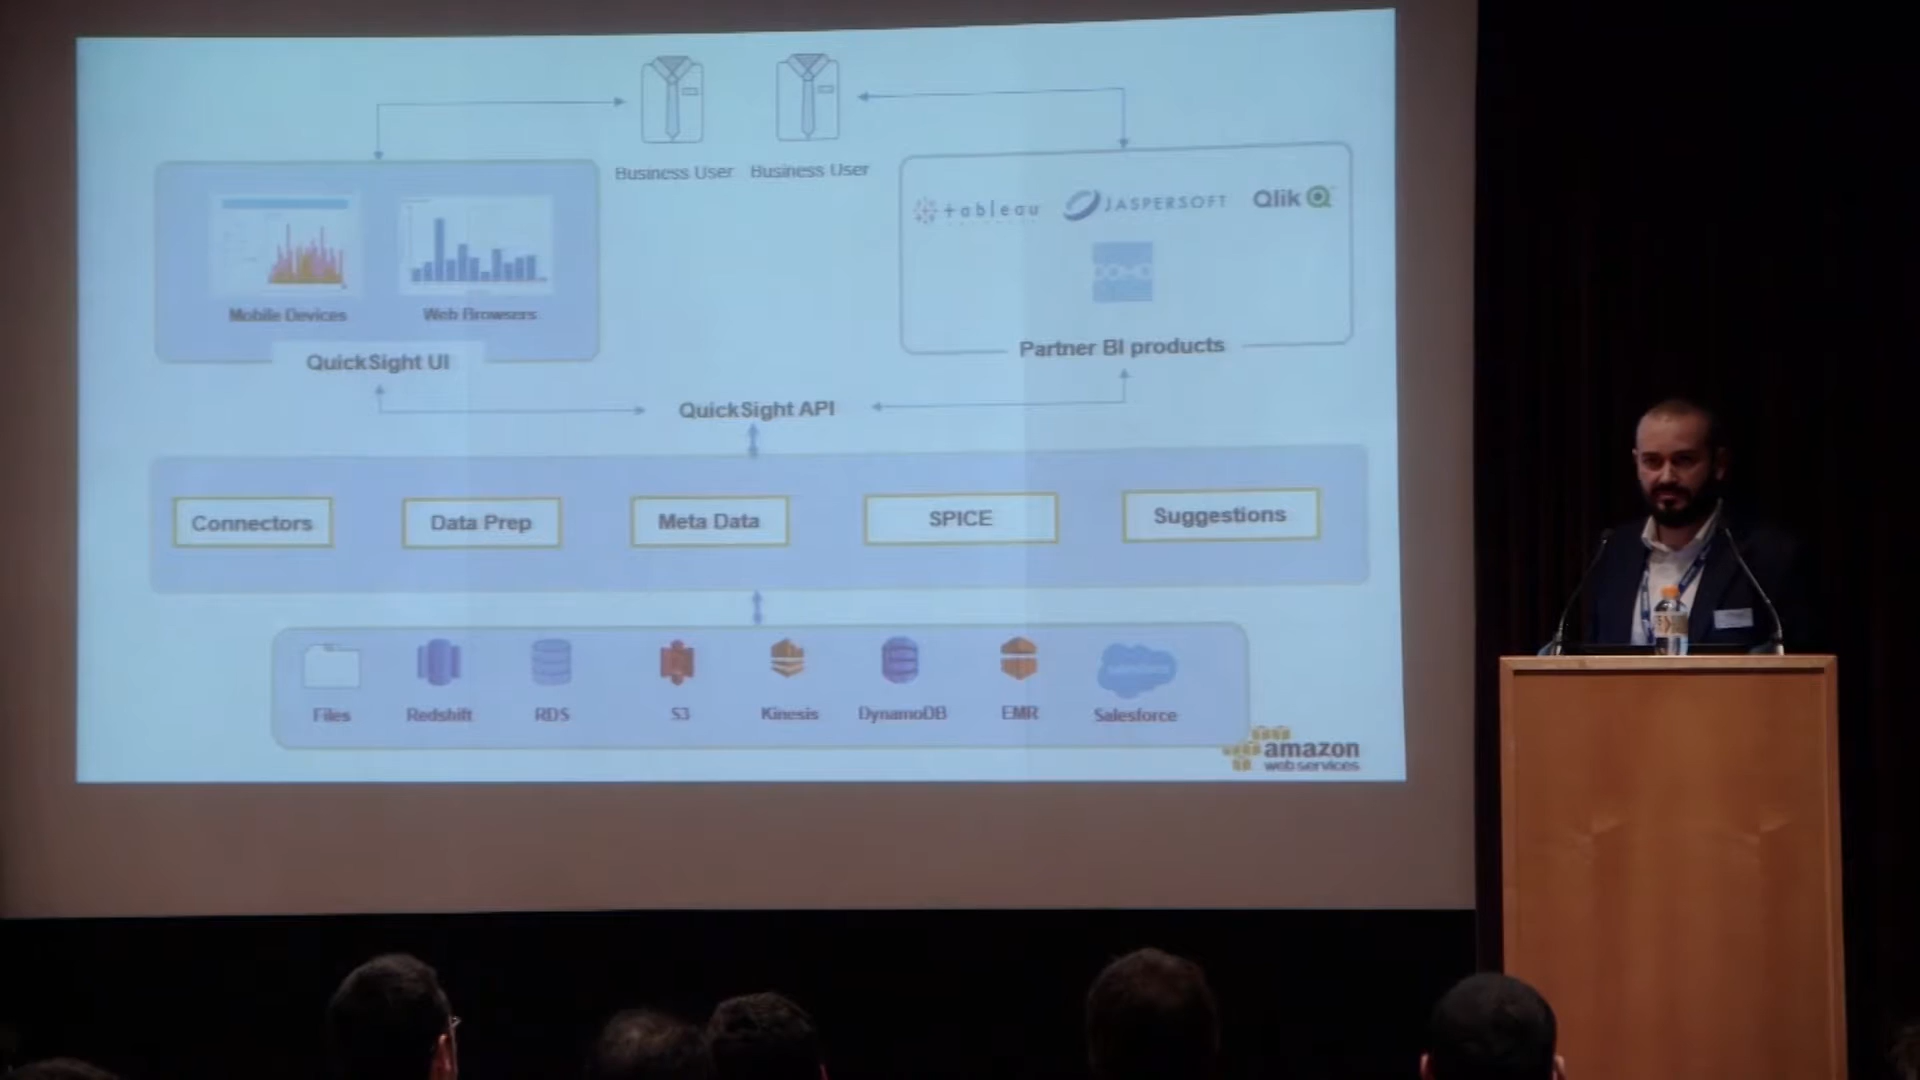 Business User Business User
tableau JASPERSOFT Qlik
Mobile Devices Web Browsers
QuickSight UI
Partner BI products
QuickSight API
Connectors Data Prep Meta Data SPICE Suggestions
salesforce
Files Redshift RDS S3 Kinesis DynamoDB EMR Salesforce
amazon
web services